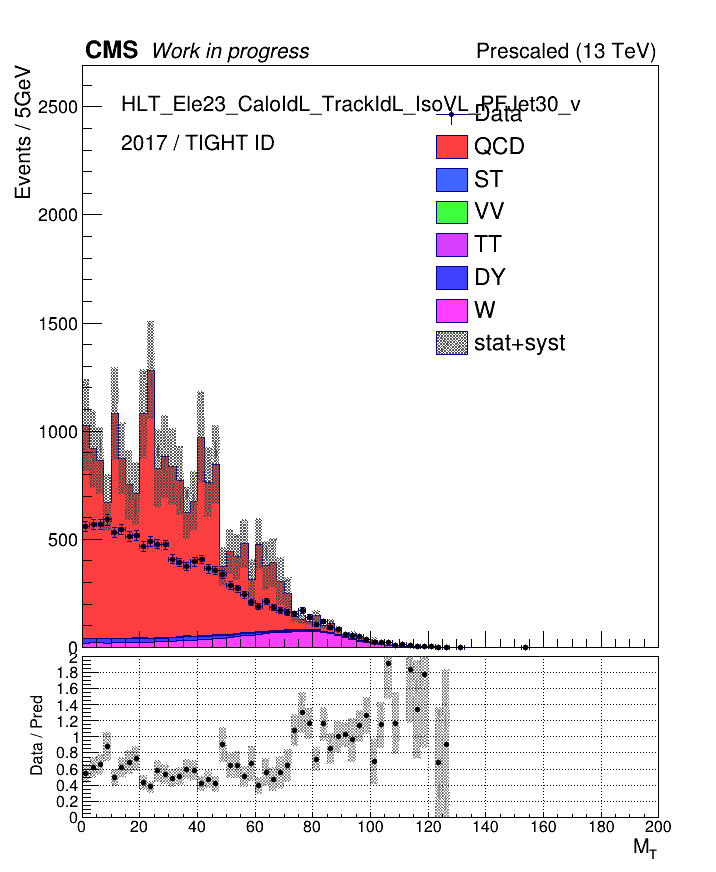 CMS Work in progress Prescaled (13 TeV)
Events / 5GeV
HLT_Ele23_CaloIdL_TrackIdL_IsoVL_PFJet30_v
2017 / TIGHT ID
Data
QCD
ST
VV
TT
DY
W
stat+syst
2500
2000
1500
1000
500
0
Data / Pred
2
1.8
1.6
1.4
1.2
1
0.8
0.6
0.4
0.2
0
0 20 40 60 80 100 120 140 160 180 200
M_T